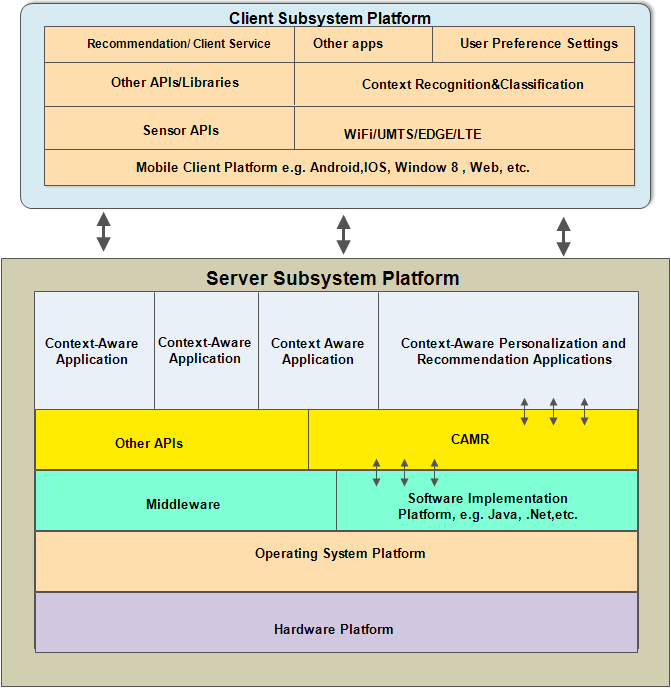 Client Subsystem Platform
Recommendation/ Client Service
Other apps
User Preference Settings
Other APIs/Libraries
Context Recognition&Classification
Sensor APIs
WiFi/UMTS/EDGE/LTE
Mobile Client Platform e.g. Android,IOS, Window 8 , Web, etc.
Server Subsystem Platform
Context-Aware
Application
Context-Aware
Application
Context Aware
Application
Context-Aware Personalization and
Recommendation Applications
Other APIs
CAMR
Middleware
Software Implementation
Platform, e.g. Java, .Net,etc.
Operating System Platform
Hardware Platform